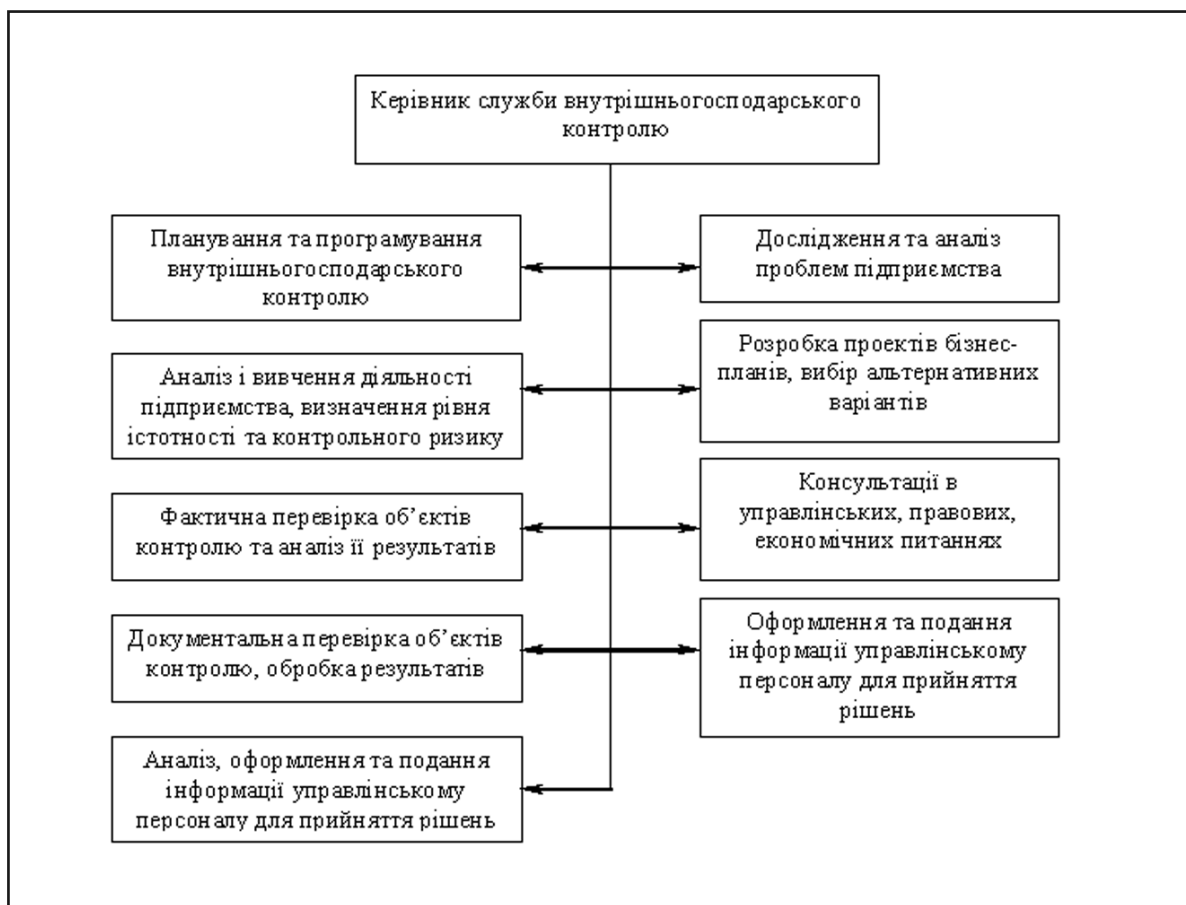 Керівник служби внутрішньогосподарського
контролю
Планування та програмування
внутрішньогосподарського
контролю
Дослідження та аналіз
проблем підприємства
Аналіз і вивчення діяльності
підприємства, визначення рівня
істотності та контрольного ризику
Розробка проектів бізнес-
планів, вибір альтернативних
варіантів
Фактична перевірка об’єктів
контролю та аналіз її результатів
Консультації в
управлінських, правових,
економічних питаннях
Документальна перевірка об’єктів
контролю, обробка результатів
Оформлення та подання
інформації управлінському
персоналу для прийняття
рішень
Аналіз, оформлення та подання
інформації управлінському
персоналу для прийняття рішень